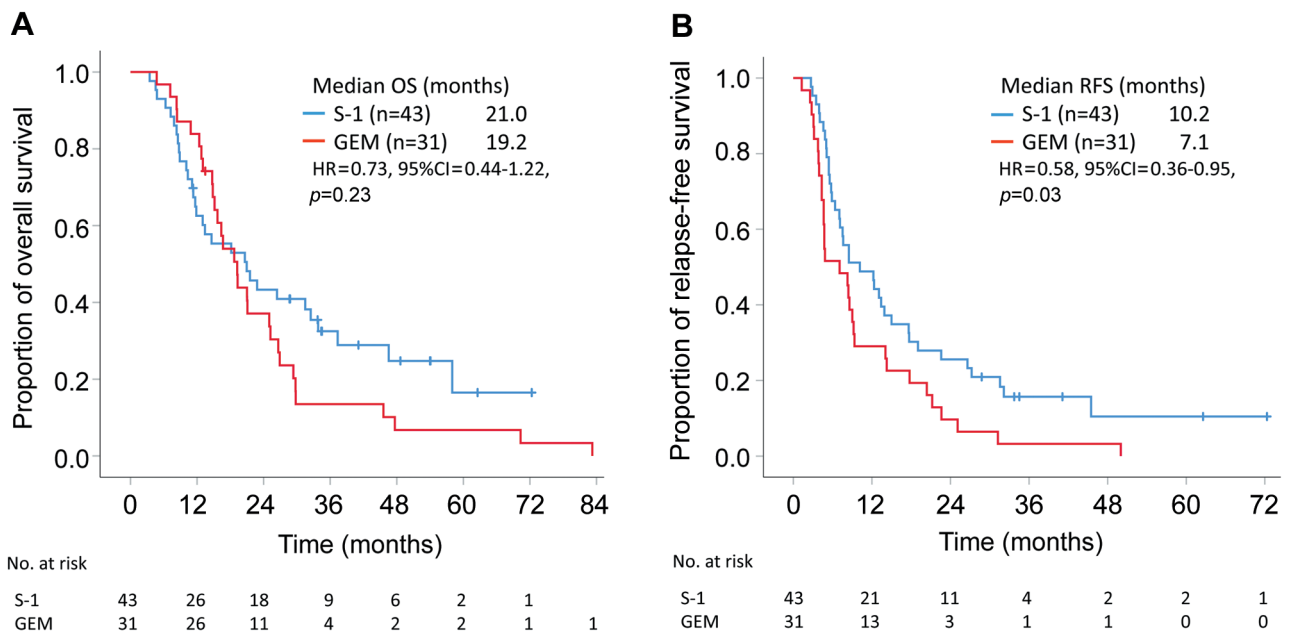 A
Proportion of overall survival
1.0
0.8
0.6
0.4
0.2
0.0
Median OS (months)
S-1 (n=43) 21.0
GEM (n=31) 19.2
HR=0.73, 95%CI=0.44-1.22,
p=0.23
0 12 24 36 48 60 72 84
Time (months)
No. at risk
S-1 43 26 18 9 6 2 1
GEM 31 26 11 4 2 2 1 1
B
Proportion of relapse-free survival
1.0
0.8
0.6
0.4
0.2
0.0
Median RFS (months)
S-1 (n=43) 10.2
GEM (n=31) 7.1
HR=0.58, 95%CI=0.36-0.95,
p=0.03
0 12 24 36 48 60 72
Time (months)
No. at risk
S-1 43 21 11 4 2 2 1
GEM 31 13 3 1 1 0 0